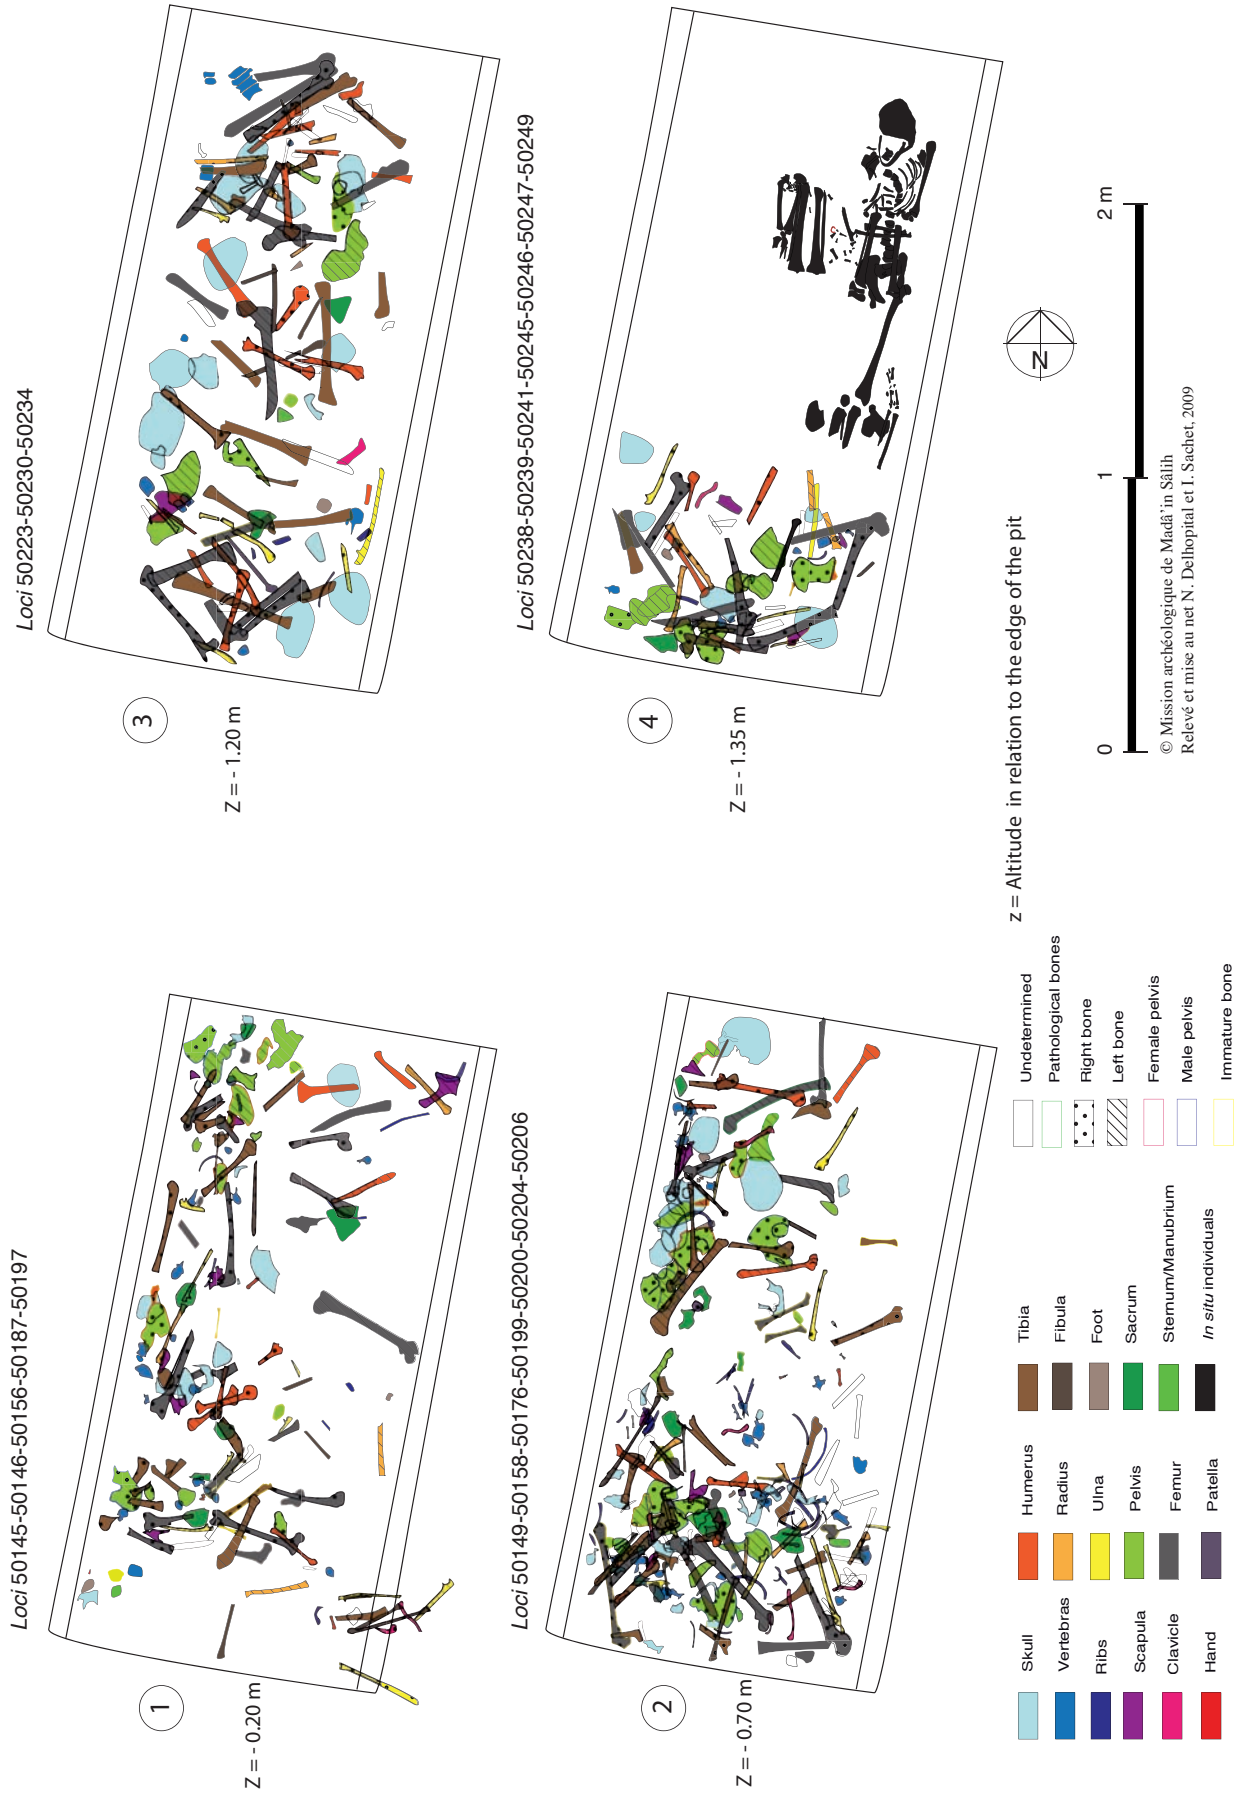 Loci 50145-50146-50156-50187-50197
1
Z = - 0.20 m
Loci 50149-50158-50176-50199-50200-50204-50206
2
Z = - 0.70 m
Loci 50223-50230-50234
3
Z = - 1.20 m
Loci 50238-50239-50241-50245-50246-50247-50249
4
Z = - 1.35 m
z = Altitude in relation to the edge of the pit
N
0
1
2 m
© Mission archéologique de Madâ'in Sâlih
Relevé et mise au net N. Delhopital et I. Sachet, 2009
Skull
Vertebras
Ribs
Scapula
Clavicle
Hand
Humerus
Radius
Ulna
Pelvis
Femur
Patella
Tibia
Fibula
Foot
Sacrum
Sternum/Manubrium
In situ individuals
Undetermined
Pathological bones
Right bone
Left bone
Female pelvis
Male pelvis
Immature bone